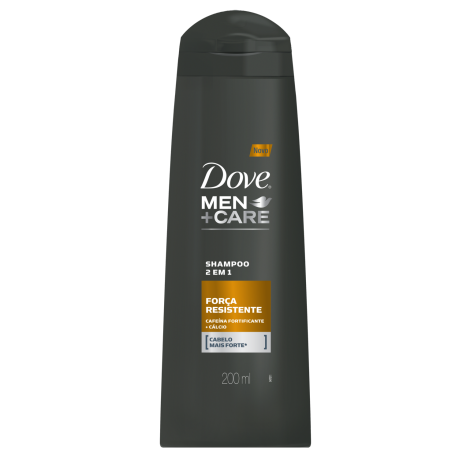 Novo
Dove
MEN
+CARE
SHAMPOO
2 EM 1
FORÇA
RESISTENTE
CAFEÍNA FORTIFICANTE
+ CÁLCIO
CABELO
MAIS FORTE*
200 ml